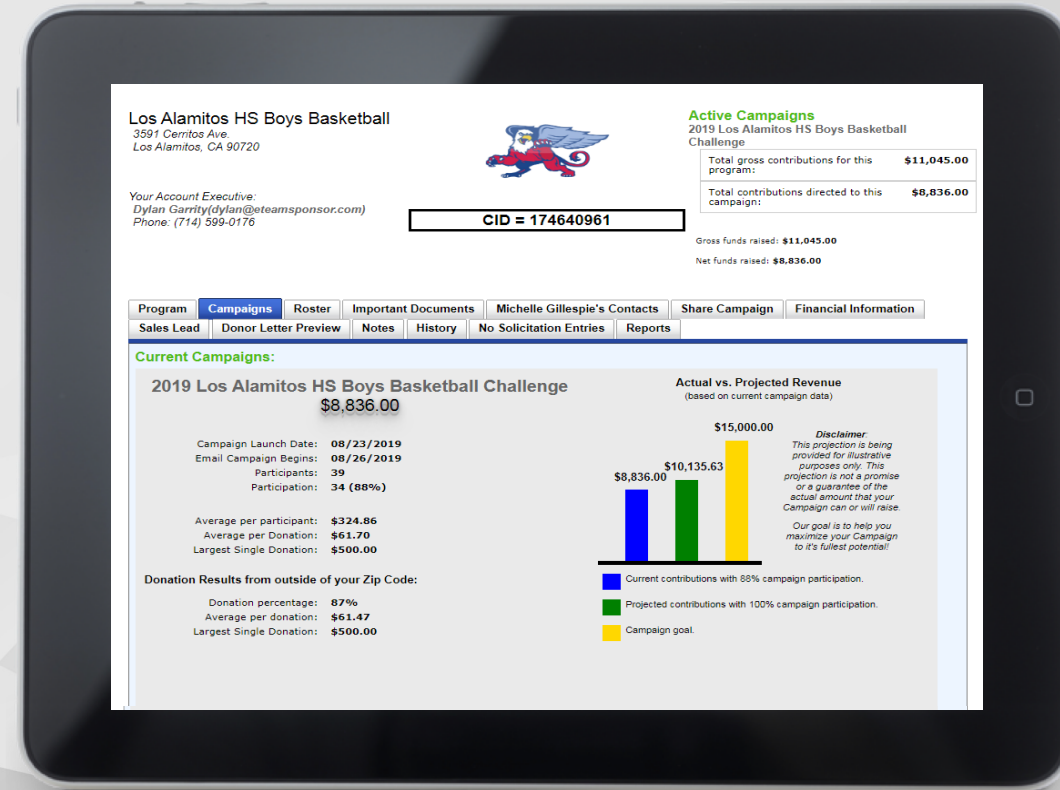 Los Alamitos HS Boys Basketball
3591 Cerritos Ave.
Los Alamitos, CA 90720
Your Account Executive:
Dylan Garrity(dylan@eteamsponsor.com)
Phone: (714) 599-0176
CID = 174640961
Active Campaigns
2019 Los Alamitos HS Boys Basketball
Challenge
Total gross contributions for this $11,045.00
program:
Total contributions directed to this $8,836.00
campaign:
Gross funds raised: $11,045.00
Net funds raised: $8,836.00
Program Campaigns Roster Important Documents Michelle Gillespie's Contacts Share Campaign Financial Information
Sales Lead Donor Letter Preview Notes History No Solicitation Entries Reports
Current Campaigns:
2019 Los Alamitos HS Boys Basketball Challenge
$8,836.00
Campaign Launch Date: 08/23/2019
Email Campaign Begins: 08/26/2019
Participants: 39
Participation: 34 (88%)
Average per participant: $324.86
Average per Donation: $61.70
Largest Single Donation: $500.00
Donation Results from outside of your Zip Code:
Donation percentage: 87%
Average per donation: $61.47
Largest Single Donation: $500.00
Actual vs. Projected Revenue
(based on current campaign data)
$8,836.00
$10,135.63
$15,000.00
Disclaimer:
This projection is being
provided for illustrative
purposes only. This
projection is not a promise
or a guarantee of the
actual amount that your
Campaign can or will raise.
Our goal is to help you
maximize your Campaign
to it's fullest potential!
Current contributions with 88% campaign participation.
Projected contributions with 100% campaign participation.
Campaign goal.